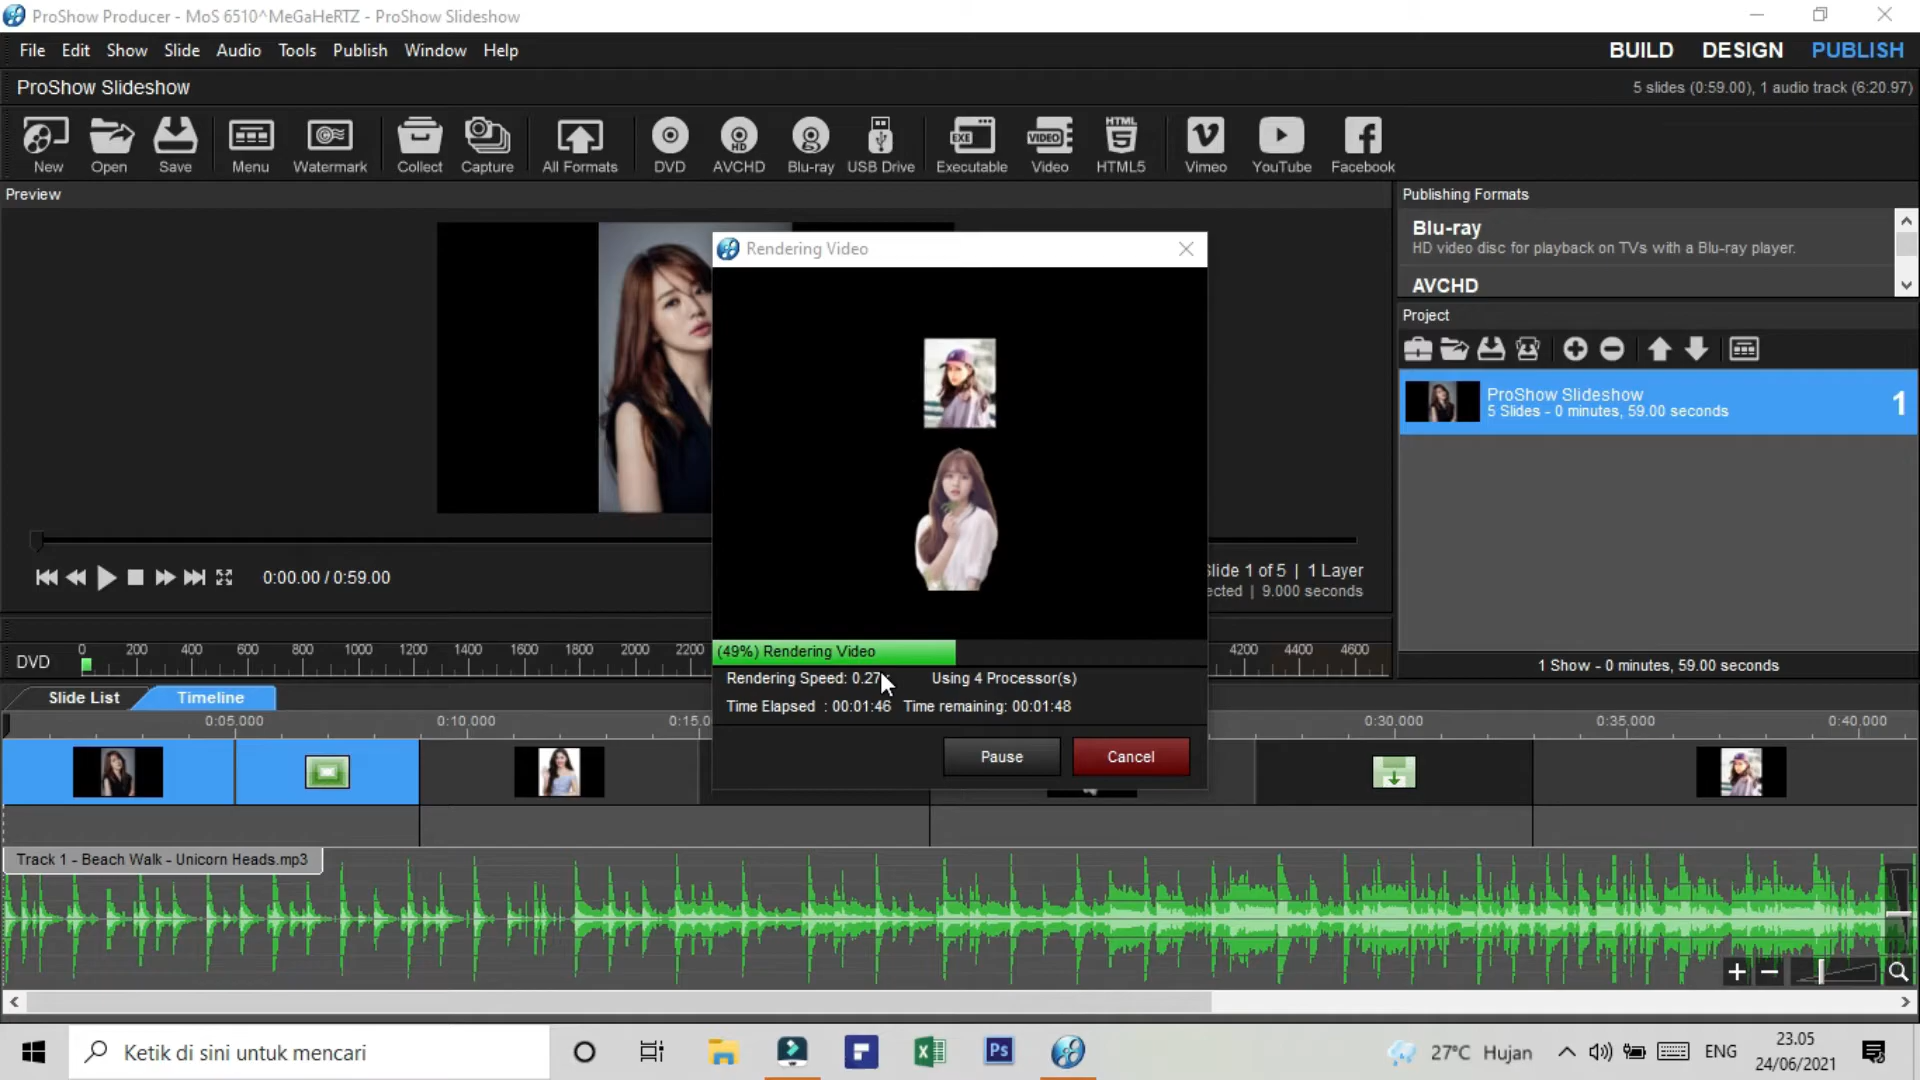 ProShow Producer - MoS 6510^MeGaHeRTZ - ProShow Slideshow
File Edit Show Slide Audio Tools Publish Window Help
BUILD DESIGN PUBLISH
ProShow Slideshow
5 slides (0:59.00), 1 audio track (6:20.97)
New Open Save Menu Watermark Collect Capture All Formats DVD AVCHD Blu-ray USB Drive Executable Video HTML5 Vimeo YouTube Facebook
Preview
Publishing Formats
Blu-ray
HD video disc for playback on TVs with a Blu-ray player.
AVCHD
Project
ProShow Slideshow
5 Slides - 0 minutes, 59.00 seconds
1
Rendering Video
(49%) Rendering Video
Rendering Speed: 0.27 Using 4 Processor(s)
Time Elapsed : 00:01:46 Time remaining: 00:01:48
Pause Cancel
0:00.00 / 0:59.00
Slide 1 of 5 | 1 Layer
ected | 9.000 seconds
DVD 0 200 400 600 800 1000 1200 1400 1600 1800 2000 2200 4200 4400 4600
1 Show - 0 minutes, 59.00 seconds
Slide List Timeline
0:05.000 0:10.000 0:15.0 0:30.000 0:35.000 0:40.000
Track 1 - Beach Walk - Unicorn Heads.mp3
Ketik di sini untuk mencari
Ps
27°C Hujan
ENG
23.05
24/06/2021